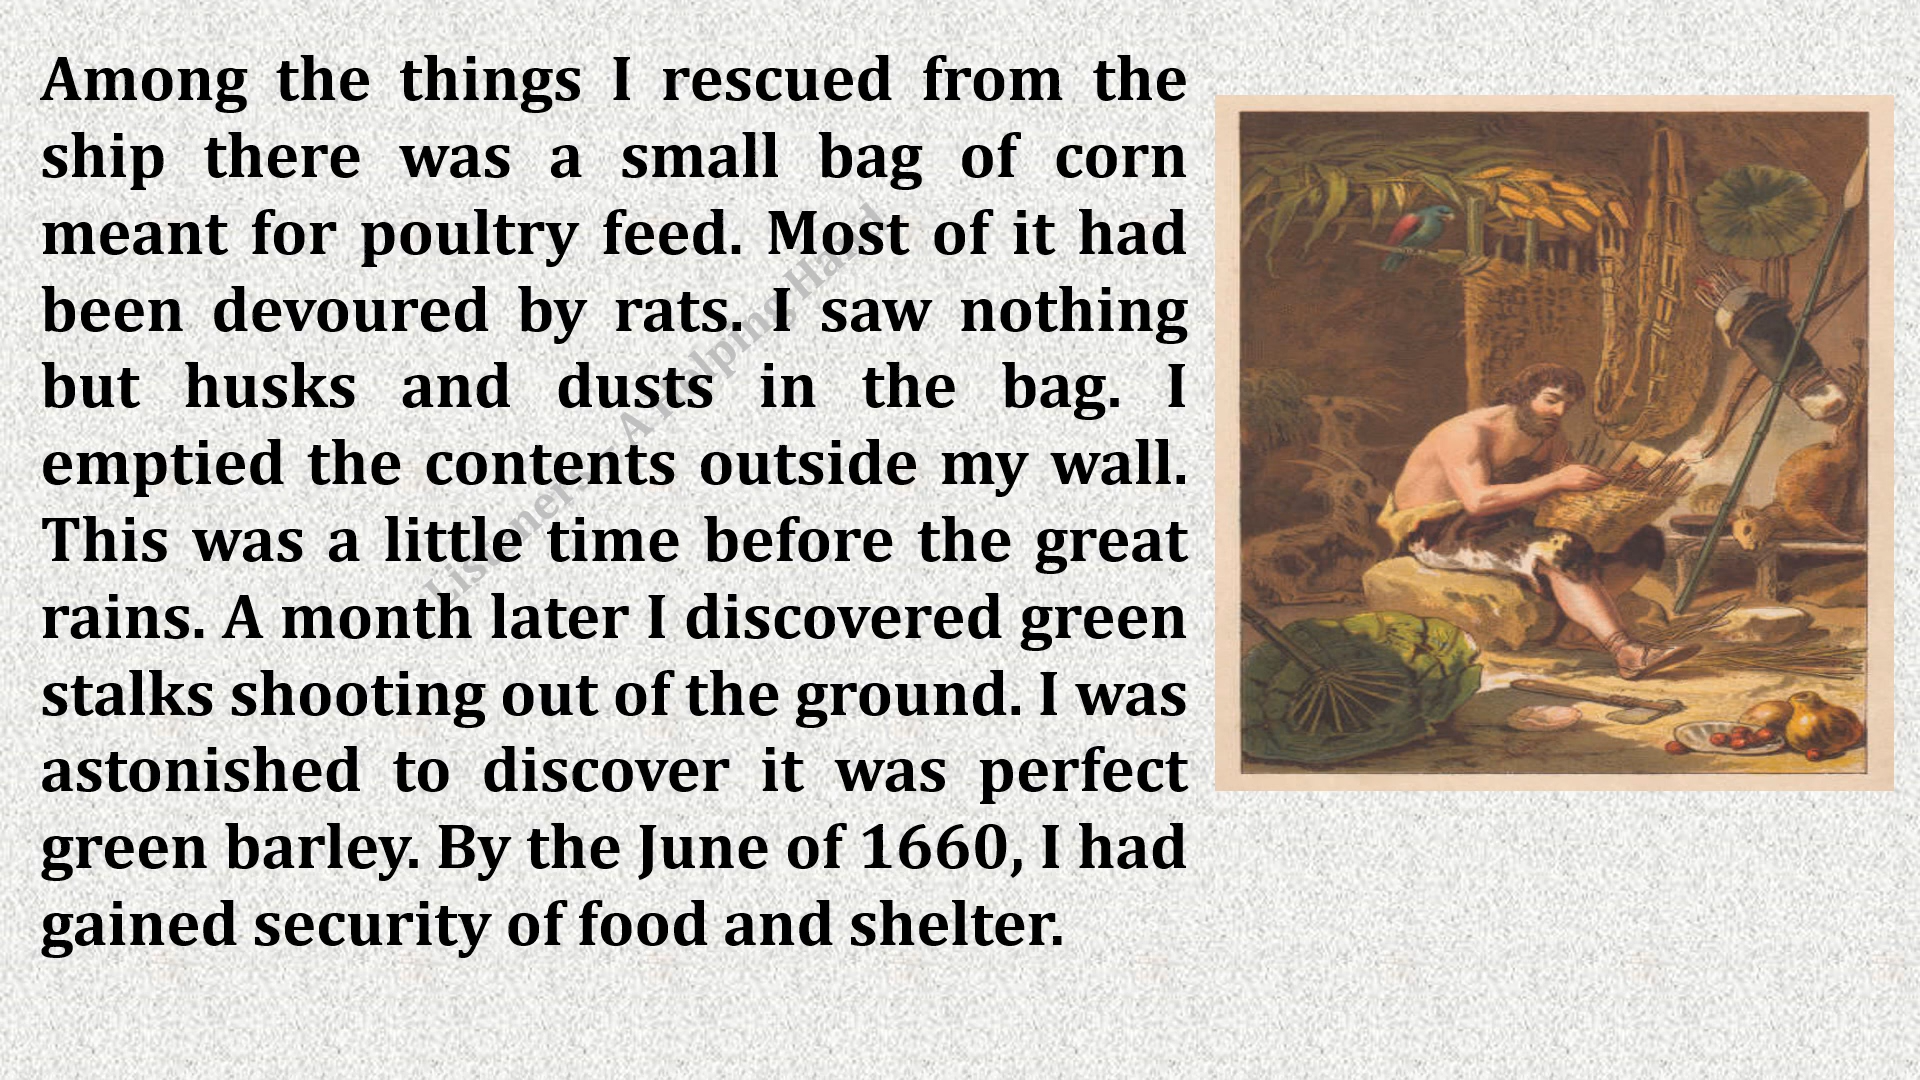 Among the things I rescued from the
ship there was a small bag of corn
meant for poultry feed. Most of it had
been devoured by rats. I saw nothing
but husks and dusts in the bag. I
emptied the contents outside my wall.
This was a little time before the great
rains. A month later I discovered green
stalks shooting out of the ground. I was
astonished to discover it was perfect
green barley. By the June of 1660, I had
gained security of food and shelter.
A Helping Hand